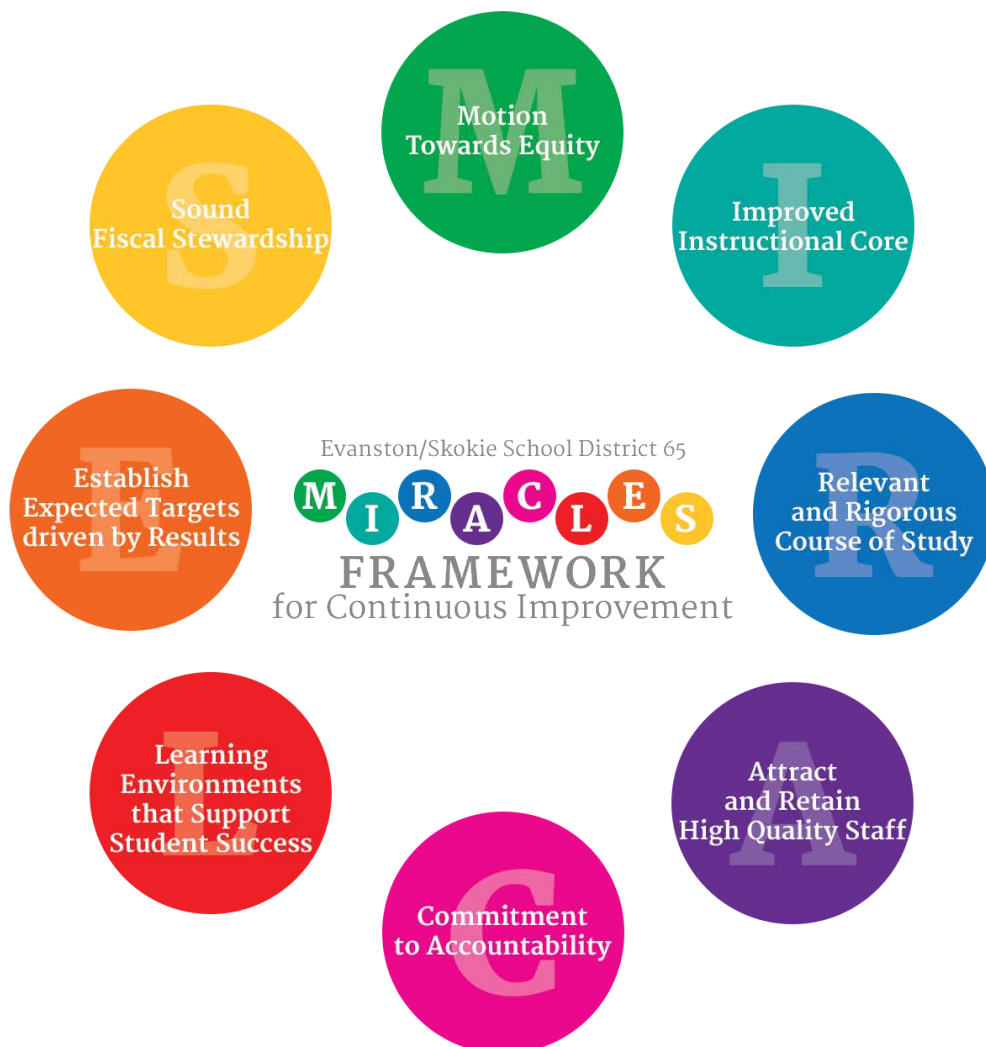 M
Motion
Towards Equity
I
Improved
Instructional Core
R
Relevant
and Rigorous
Course of Study
A
Attract
and Retain
High Quality Staff
C
Commitment
to Accountability
L
Learning
Environments
that Support
Student Success
E
Establish
Expected Targets
driven by Results
S
Sound
Fiscal Stewardship
Evanston/Skokie School District 65
MIRACLES
FRAMEWORK
for Continuous Improvement